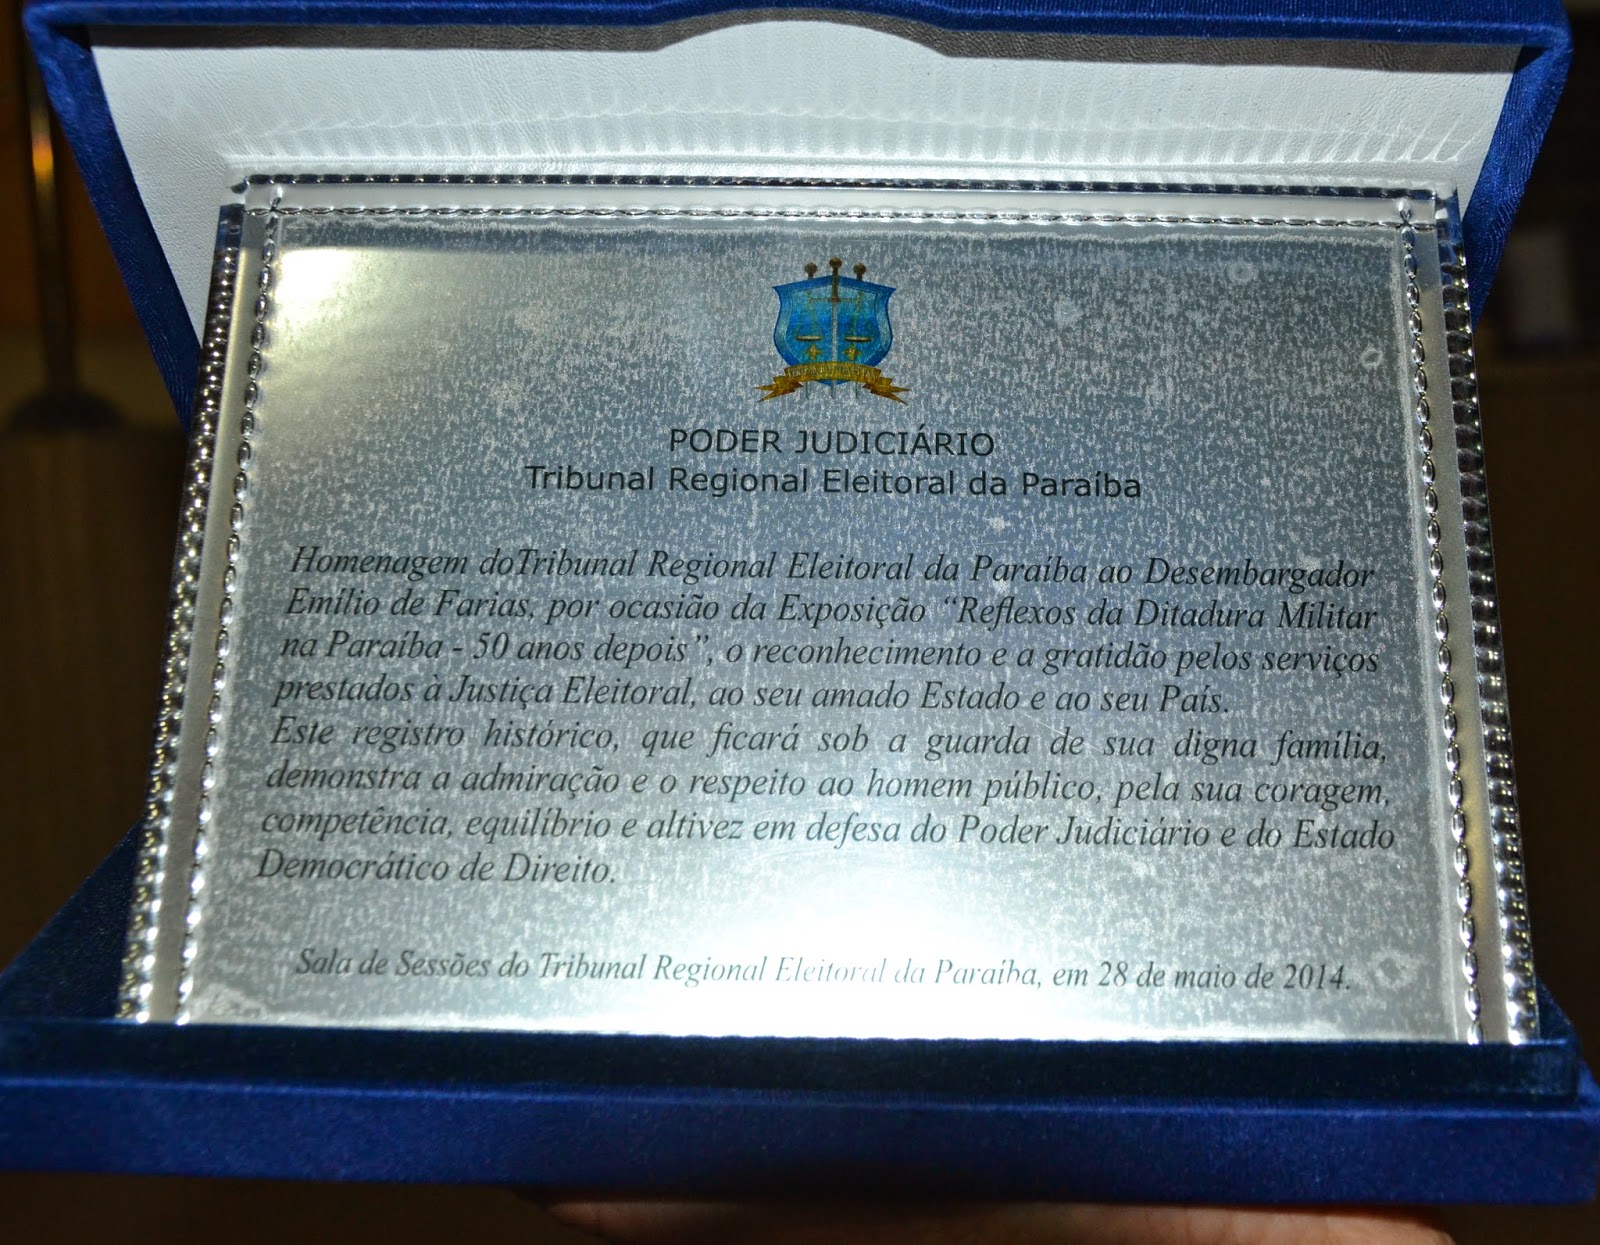 PODER JUDICIÁRIO
Tribunal Regional Eleitoral da Paraíba
Homenagem doTribunal Regional Eleitoral da Paraíba ao Desembargador
Emílio de Farias, por ocasião da Exposição “Reflexos da Ditadura Militar
na Paraíba - 50 anos depois”, o reconhecimento e a gratidão pelos serviços
prestados à Justiça Eleitoral, ao seu amado Estado e ao seu País.
Este registro histórico, que ficará sob a guarda de sua digna família,
demonstra a admiração e o respeito ao homem público, pela sua coragem,
competência, equilíbrio e altivez em defesa do Poder Judiciário e do Estado
Democrático de Direito.
Sala de Sessões do Tribunal Regional Eleitoral da Paraíba, em 28 de maio de 2014.